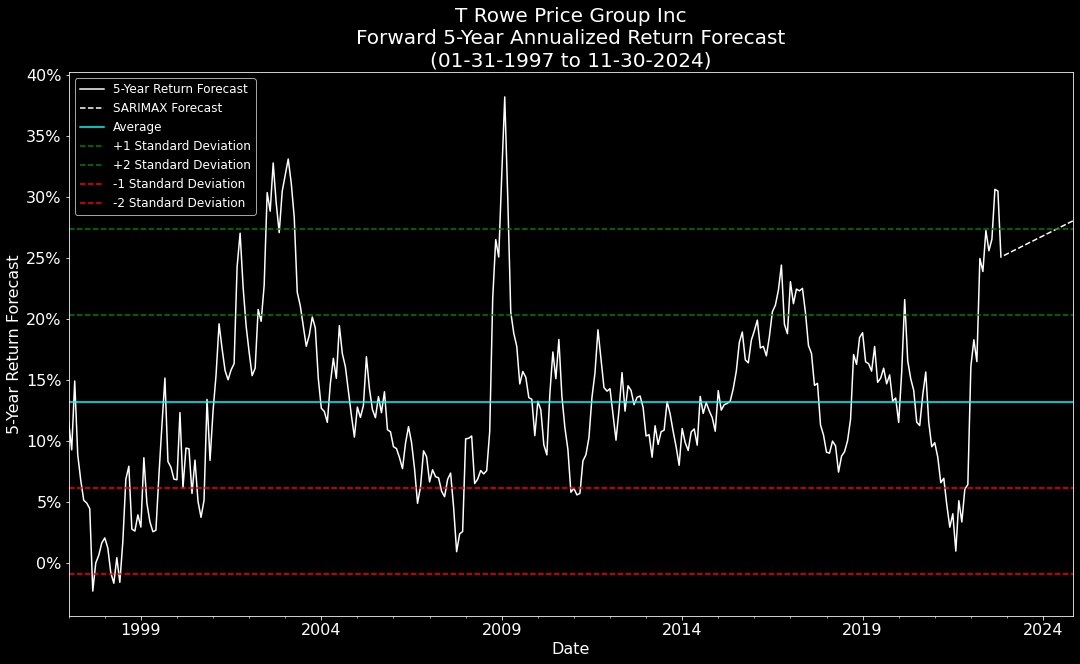 T Rowe Price Group Inc
Forward 5-Year Annualized Return Forecast
(01-31-1997 to 11-30-2024)
5-Year Return Forecast
SARIMAX Forecast
Average
+1 Standard Deviation
+2 Standard Deviation
-1 Standard Deviation
-2 Standard Deviation
40%
35%
30%
25%
20%
15%
10%
5%
0%
5-Year Return Forecast
1999
2004
2009
2014
2019
2024
Date